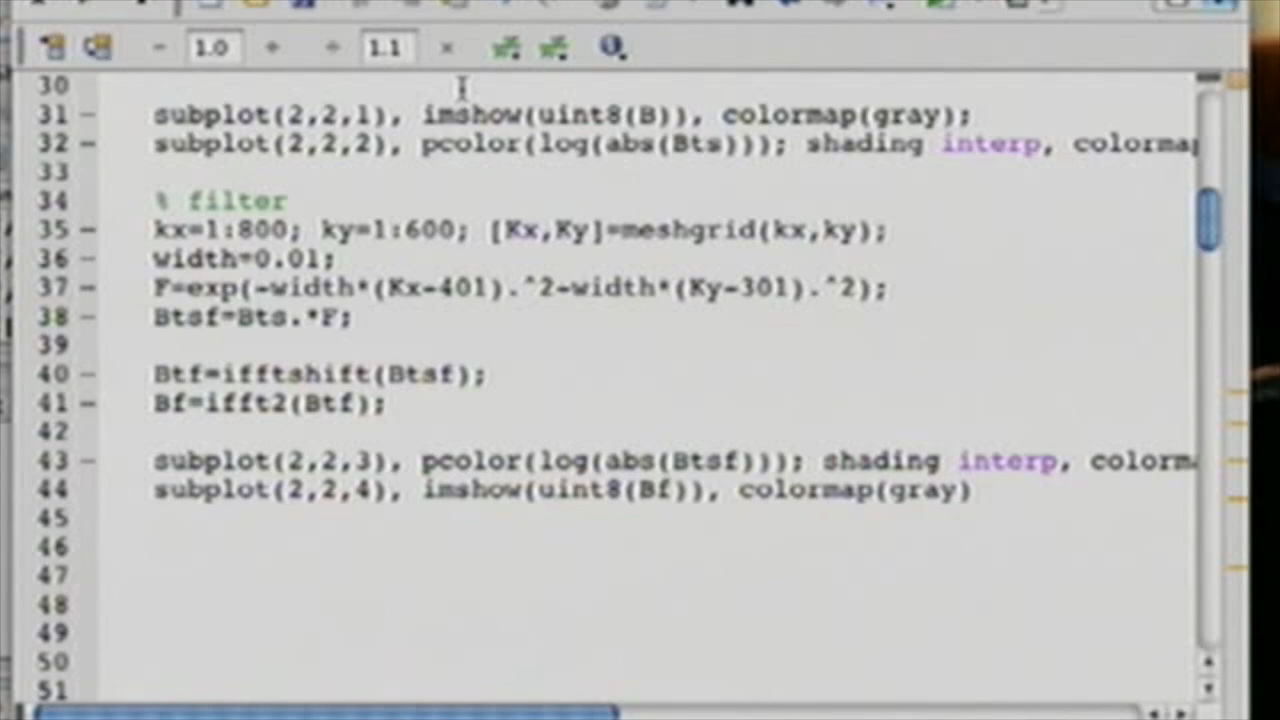 1.0
1.1
30
31 subplot(2,2,1), imshow(uint8(B)), colormap(gray);
32 subplot(2,2,2), pcolor(log(abs(Bts))); shading interp, colormap
33
34 % filter
35 kx=1:800; ky=1:600; [Kx,Ky]=meshgrid(kx,ky);
36 width=0.01;
37 F=exp(-width*(Kx-401).^2-width*(Ky-301).^2);
38 Btsf=Bts.*F;
39
40 Btf=ifftshift(Btsf);
41 Bf=ifft2(Btf);
42
43 subplot(2,2,3), pcolor(log(abs(Btsf))); shading interp, colorm
44 subplot(2,2,4), imshow(uint8(Bf)), colormap(gray)
45
46
47
48
49
50
51